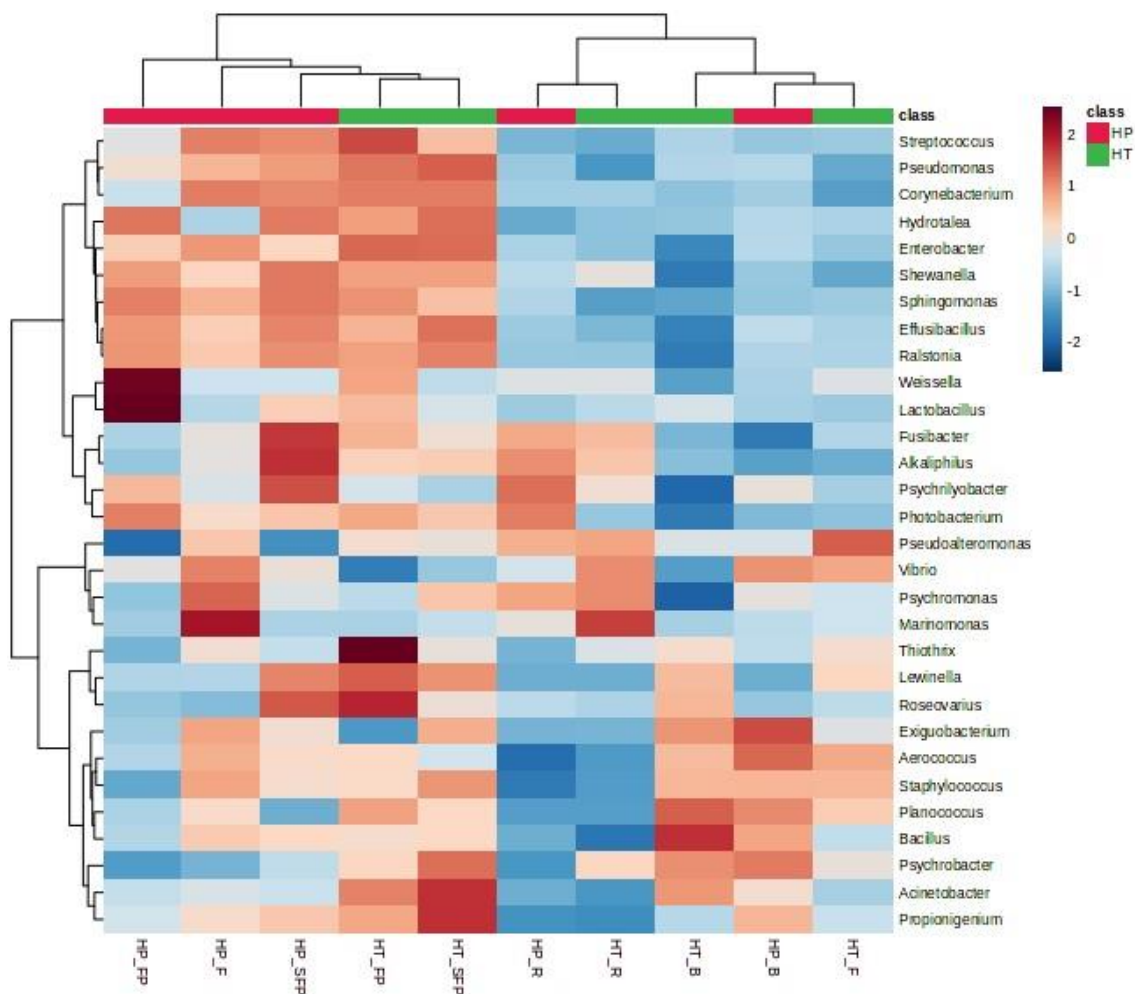 class
Streptococcus
Pseudomonas
Corynebacterium
Hydrotalea
Enterobacter
Shewanella
Sphingomonas
Effusibacillus
Ralstonia
Weissella
Lactobacillus
Fusibacter
Alkaliphilus
Psychrilyobacter
Photobacterium
Pseudoalteromonas
Vibrio
Psychromonas
Marinomonas
Thiothrix
Lewinella
Roseovarius
Exiguobacterium
Aerococcus
Staphylococcus
Planococcus
Bacillus
Psychrobacter
Acinetobacter
Propionigenium
HP_FP
HP_F
HP_SFP
HT_FP
HT_SFP
HP_R
HT_R
HT_B
HP_B
HT_F
2
1
0
-1
-2
class
HP
HT